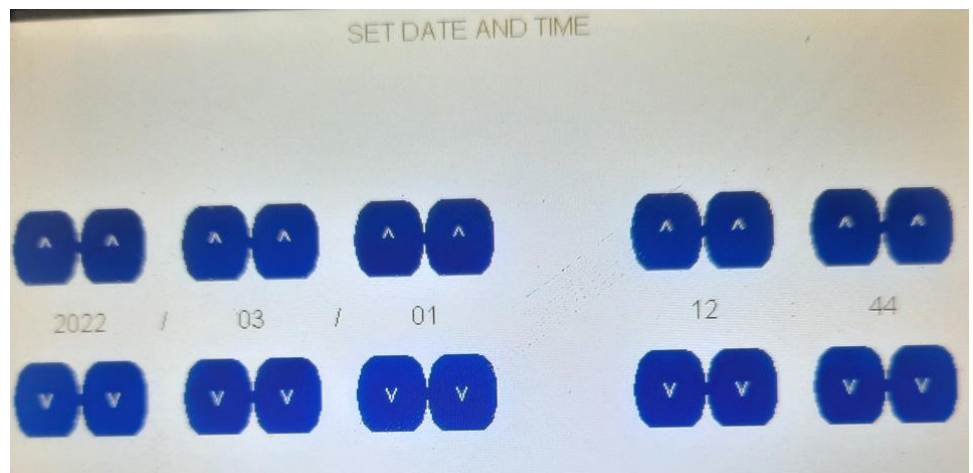 SET DATE AND TIME
^ ^ ^ ^ ^ ^ ^ ^ ^ ^
2022 / 03 / 01 12 : 44
v v v v v v v v v v